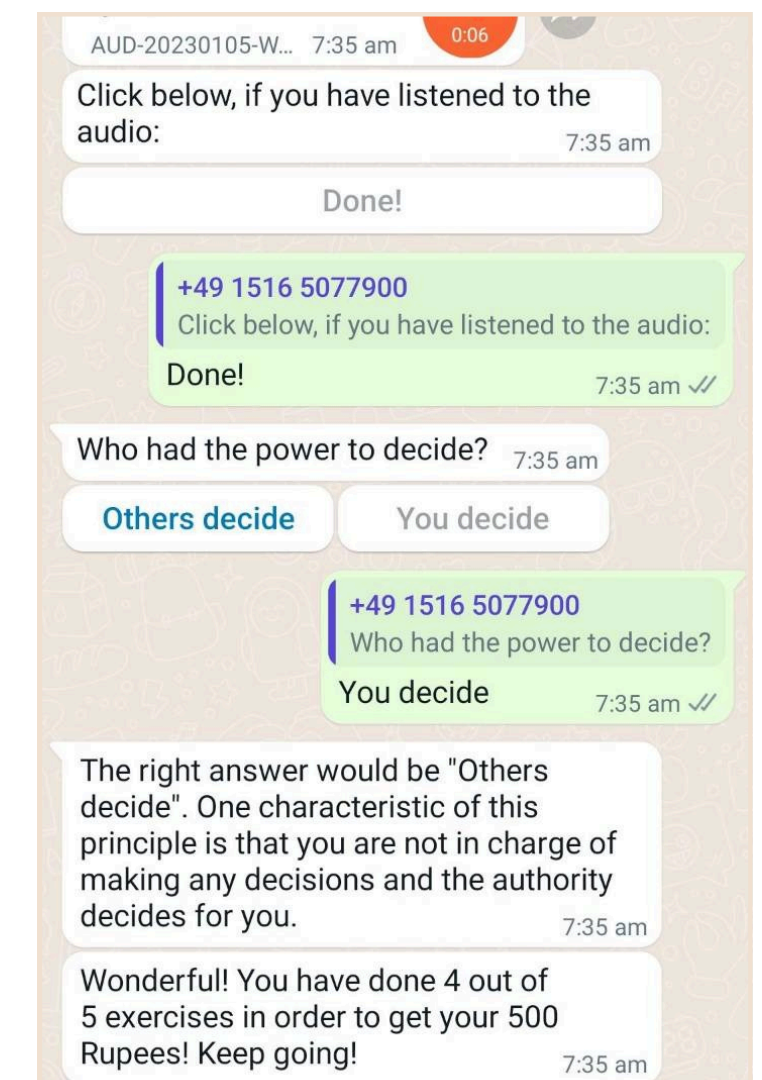 AUD-20230105-W... 7:35 am
0:06
Click below, if you have listened to the
audio:
7:35 am
Done!
+49 1516 5077900
Click below, if you have listened to the audio:
Done!
7:35 am
Who had the power to decide? 7:35 am
Others decide
You decide
+49 1516 5077900
Who had the power to decide?
You decide
7:35 am
The right answer would be "Others
decide". One characteristic of this
principle is that you are not in charge of
making any decisions and the authority
decides for you.
7:35 am
Wonderful! You have done 4 out of
5 exercises in order to get your 500
Rupees! Keep going!
7:35 am